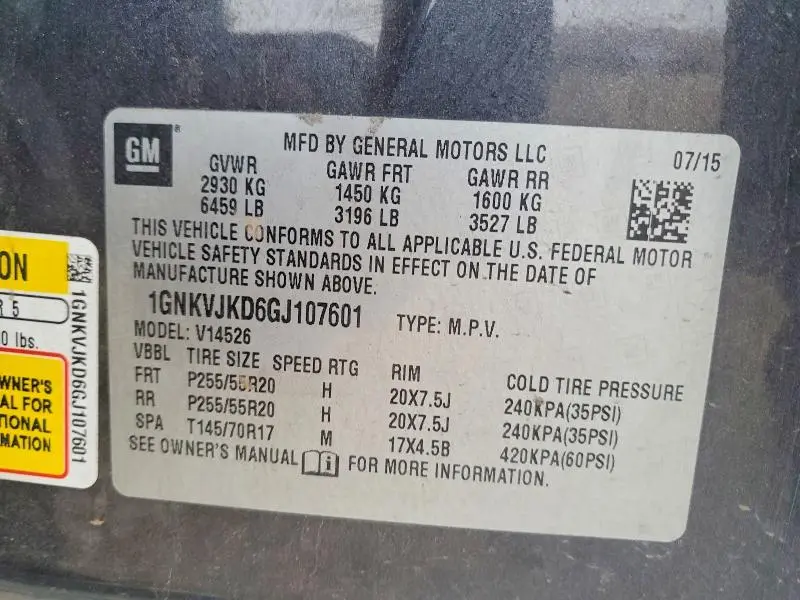 GM
MFD BY GENERAL MOTORS LLC
07/15
GVWR GAWR FRT GAWR RR
2930 KG 1450 KG 1600 KG
6459 LB 3196 LB 3527 LB
THIS VEHICLE CONFORMS TO ALL APPLICABLE U.S. FEDERAL MOTOR
VEHICLE SAFETY STANDARDS IN EFFECT ON THE DATE OF
MANUFACTURE SHOWN ABOVE.
1GNKVJKD6GJ107601 TYPE: M.P.V.
MODEL: V14526
VBBL TIRE SIZE SPEED RTG RIM COLD TIRE PRESSURE
FRT P255/55R20 H 20X7.5J 240KPA(35PSI)
RR P255/55R20 H 20X7.5J 240KPA(35PSI)
SPA T145/70R17 M 17X4.5B 420KPA(60PSI)
SEE OWNER'S MANUAL FOR MORE INFORMATION.
ON
R 5
0 lbs.
WNER'S
AL FOR
TIONAL
MATION
1GNKVJKD6GJ107601